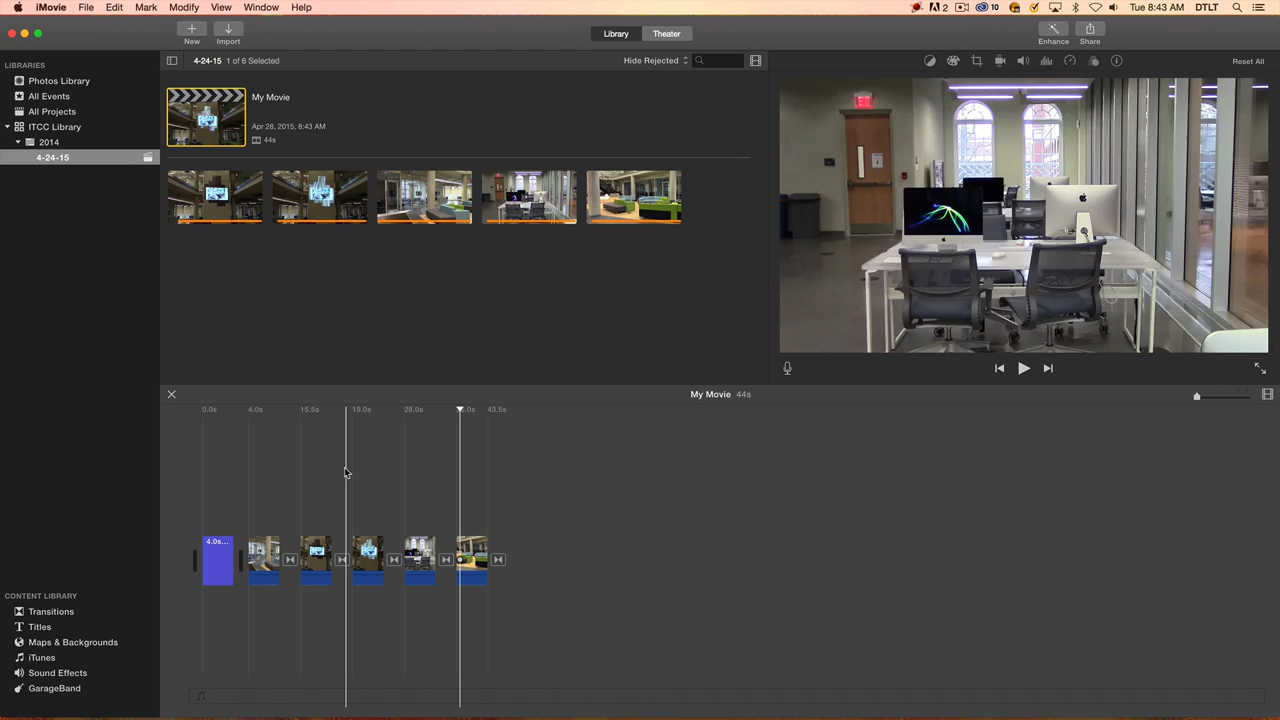 iMovie File Edit Mark Modify View Window Help
2 10 Tue 8:43 AM DTLT
New Import Library Theater Enhance Share
LIBRARIES
Photos Library
All Events
All Projects
ITCC Library
2014
4-24-15
4-24-15 1 of 6 Selected Hide Rejected Reset All
My Movie
Apr 28, 2015, 8:43 AM
44s
My Movie 44s
0.0s 4.0s 15.5s 19.0s 28.0s 43.5s
4.0s...
CONTENT LIBRARY
Transitions
Titles
Maps & Backgrounds
iTunes
Sound Effects
GarageBand